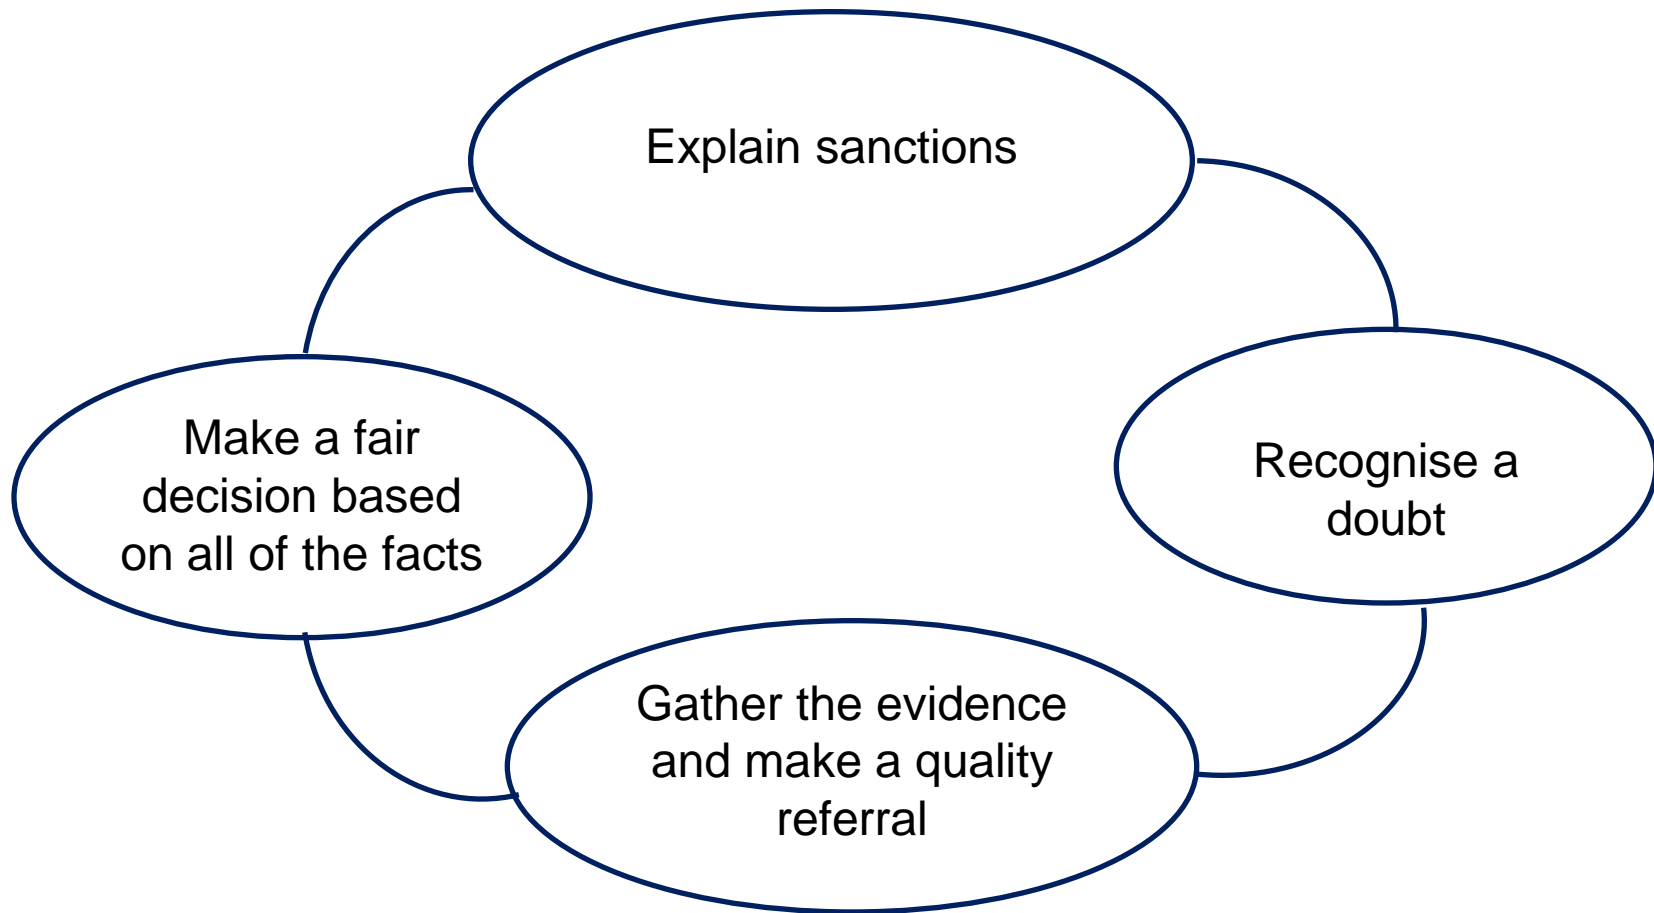 Explain sanctions
Recognise a
doubt
Gather the evidence
and make a quality
referral
Make a fair
decision based
on all of the facts